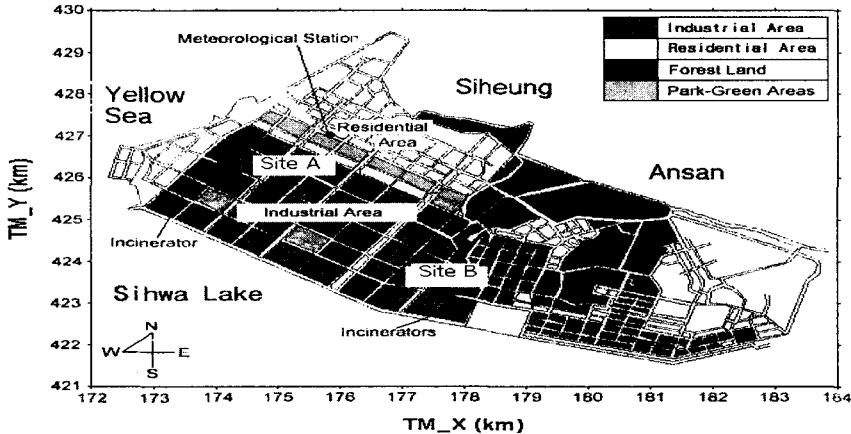 430
429
428
427
426
425
424
423
422
421
TM_Y (km)
172 173 174 175 176 177 178 179 180 181 182 183 164
TM_X (km)
Meteorological Station
Industrial Area
Residential Area
Forest Land
Park-Green Areas
Yellow
Sea
Siheung
Residential
Area
Site A
Ansan
Industrial Area
Incinerator
Site B
Sihwa Lake
Incinerators
N
W E
S